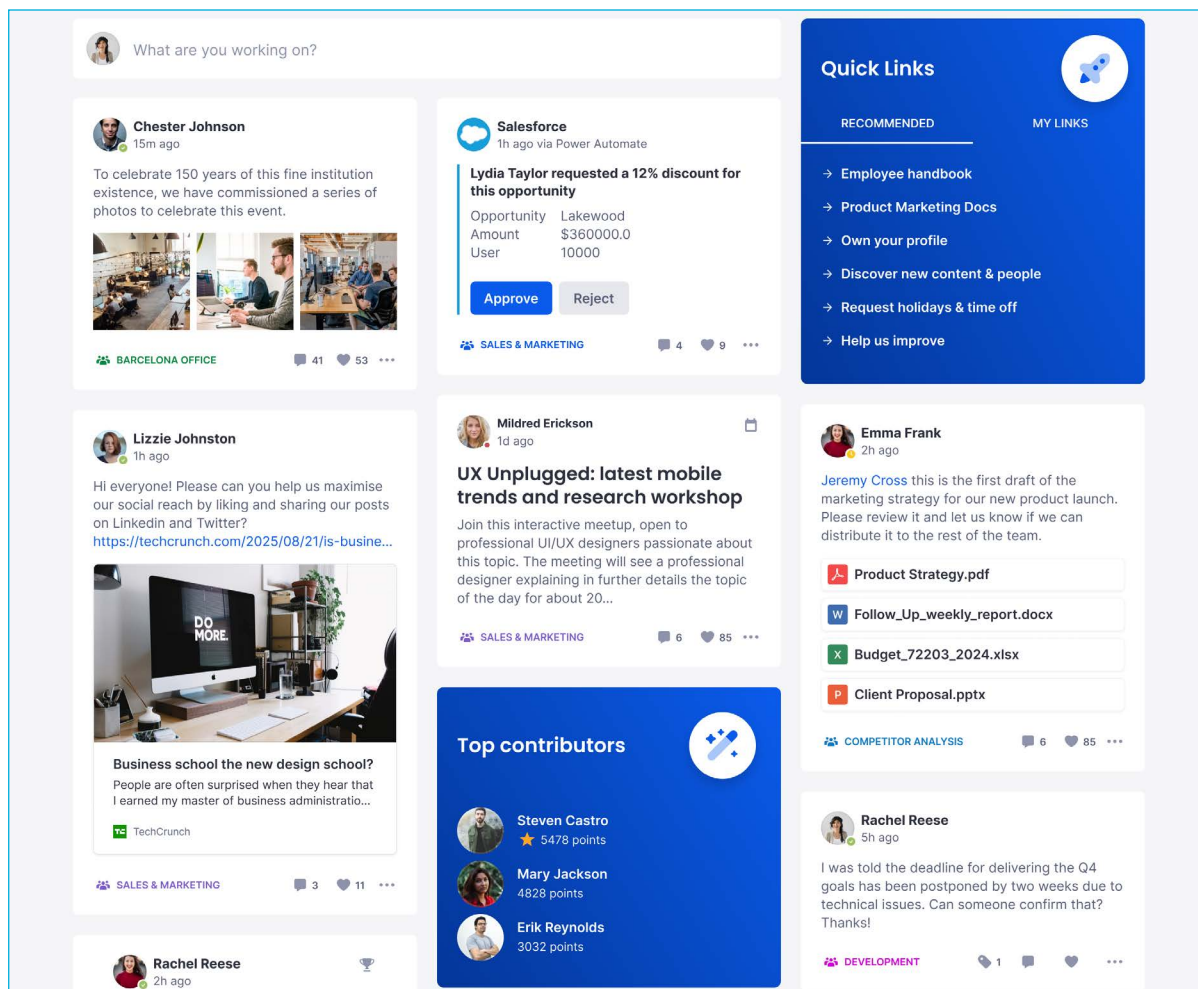 What are you working on?
Chester Johnson
15m ago
To celebrate 150 years of this fine institution
existence, we have commissioned a series of
photos to celebrate this event.
BARCELONA OFFICE
41
53
Lizzie Johnston
1h ago
Hi everyone! Please can you help us maximise
our social reach by liking and sharing our posts
on Linkedin and Twitter?
https://techcrunch.com/2025/08/21/is-busine...
DO
MORE.
Business school the new design school?
People are often surprised when they hear that
I earned my master of business administratio...
TechCrunch
SALES & MARKETING
3
11
Rachel Reese
2h ago
Salesforce
1h ago via Power Automate
Lydia Taylor requested a 12% discount for
this opportunity
Opportunity Lakewood
Amount $360000.0
User 10000
Approve
Reject
SALES & MARKETING
4
9
Mildred Erickson
1d ago
UX Unplugged: latest mobile
trends and research workshop
Join this interactive meetup, open to
professional UI/UX designers passionate about
this topic. The meeting will see a professional
designer explaining in further details the topic
of the day for about 20...
SALES & MARKETING
6
85
Top contributors
Steven Castro
5478 points
Mary Jackson
4828 points
Erik Reynolds
3032 points
Quick Links
RECOMMENDED
MY LINKS
→ Employee handbook
→ Product Marketing Docs
→ Own your profile
→ Discover new content & people
→ Request holidays & time off
→ Help us improve
Emma Frank
2h ago
Jeremy Cross this is the first draft of the
marketing strategy for our new product launch.
Please review it and let us know if we can
distribute it to the rest of the team.
Product Strategy.pdf
W Follow_Up_weekly_report.docx
X Budget_72203_2024.xlsx
P Client Proposal.pptx
COMPETITOR ANALYSIS
6
85
Rachel Reese
5h ago
I was told the deadline for delivering the Q4
goals has been postponed by two weeks due to
technical issues. Can someone confirm that?
Thanks!
DEVELOPMENT
1